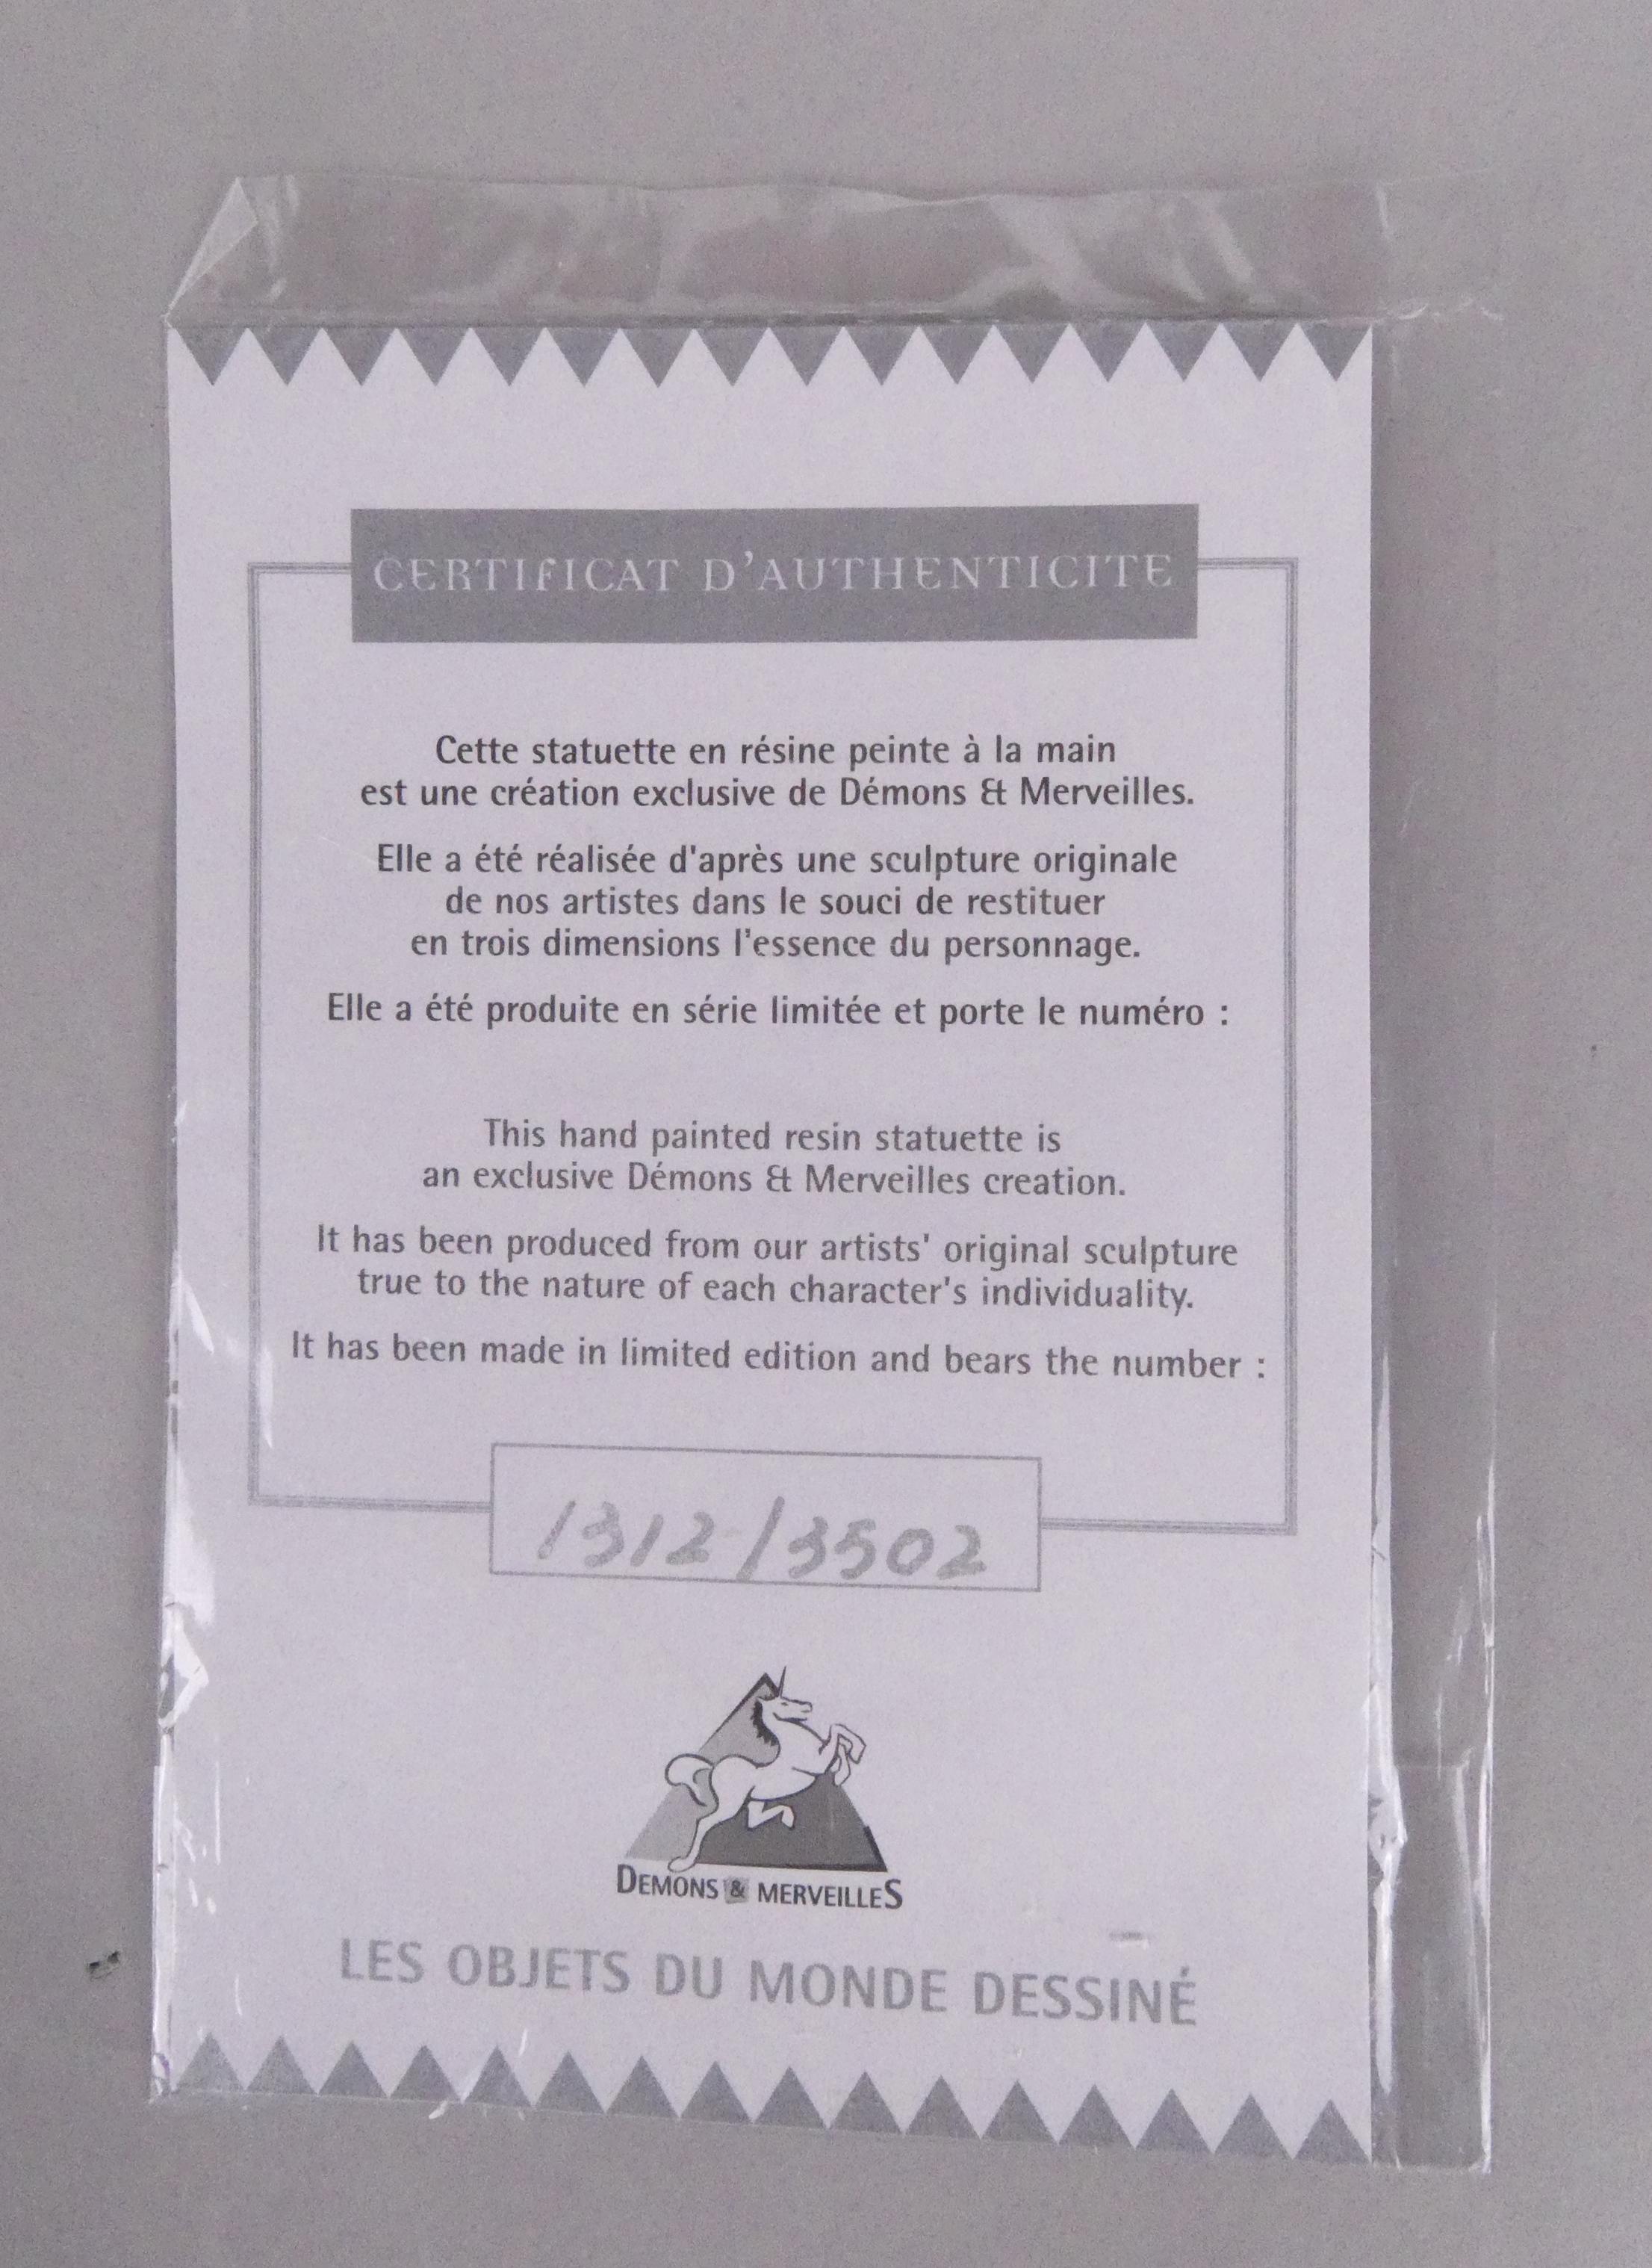 CERTIFICAT D'AUTHENTICITE
Cette statuette en résine peinte à la main
est une création exclusive de Démons & Merveilles.
Elle a été réalisée d'après une sculpture originale
de nos artistes dans le souci de restituer
en trois dimensions l'essence du personnage.
Elle a été produite en série limitée et porte le numéro :
This hand painted resin statuette is
an exclusive Démons & Merveilles creation.
It has been produced from our artists' original sculpture
true to the nature of each character's individuality.
It has been made in limited edition and bears the number :
1312/3502
DEMONS & MERVEILLES
LES OBJETS DU MONDE DESSINÉ